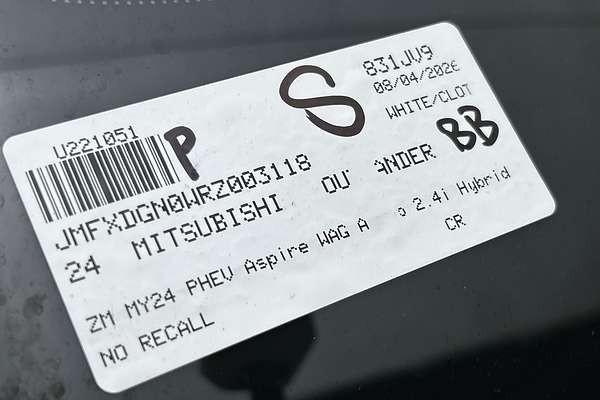 S 831JV9
08/04/2026
U221051 P WHITE/CLOT BB
JMFXDGN0WRZ003118
24 MITSUBISHI OU ANDER
ZM MY24 PHEV Aspire WAG A o 2.4i Hybrid
NO RECALL CR